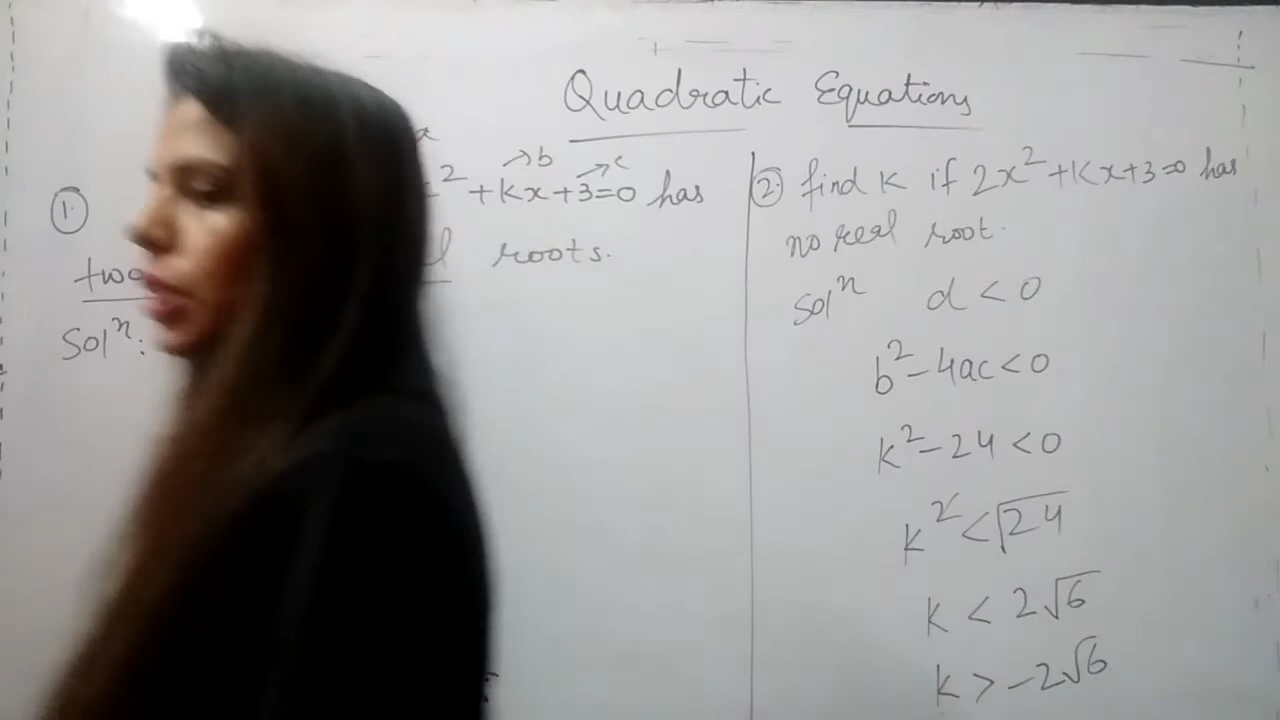 Quadratic Equations
a
→b →c
1. 2 +kx+3=0 has
two roots.
Solⁿ:
2. find k if 2x²+kx+3=0 has
no real root.
Solⁿ d<0
b²-4ac<0
k²-24<0
k²<√24
k < 2√6
k > -2√6